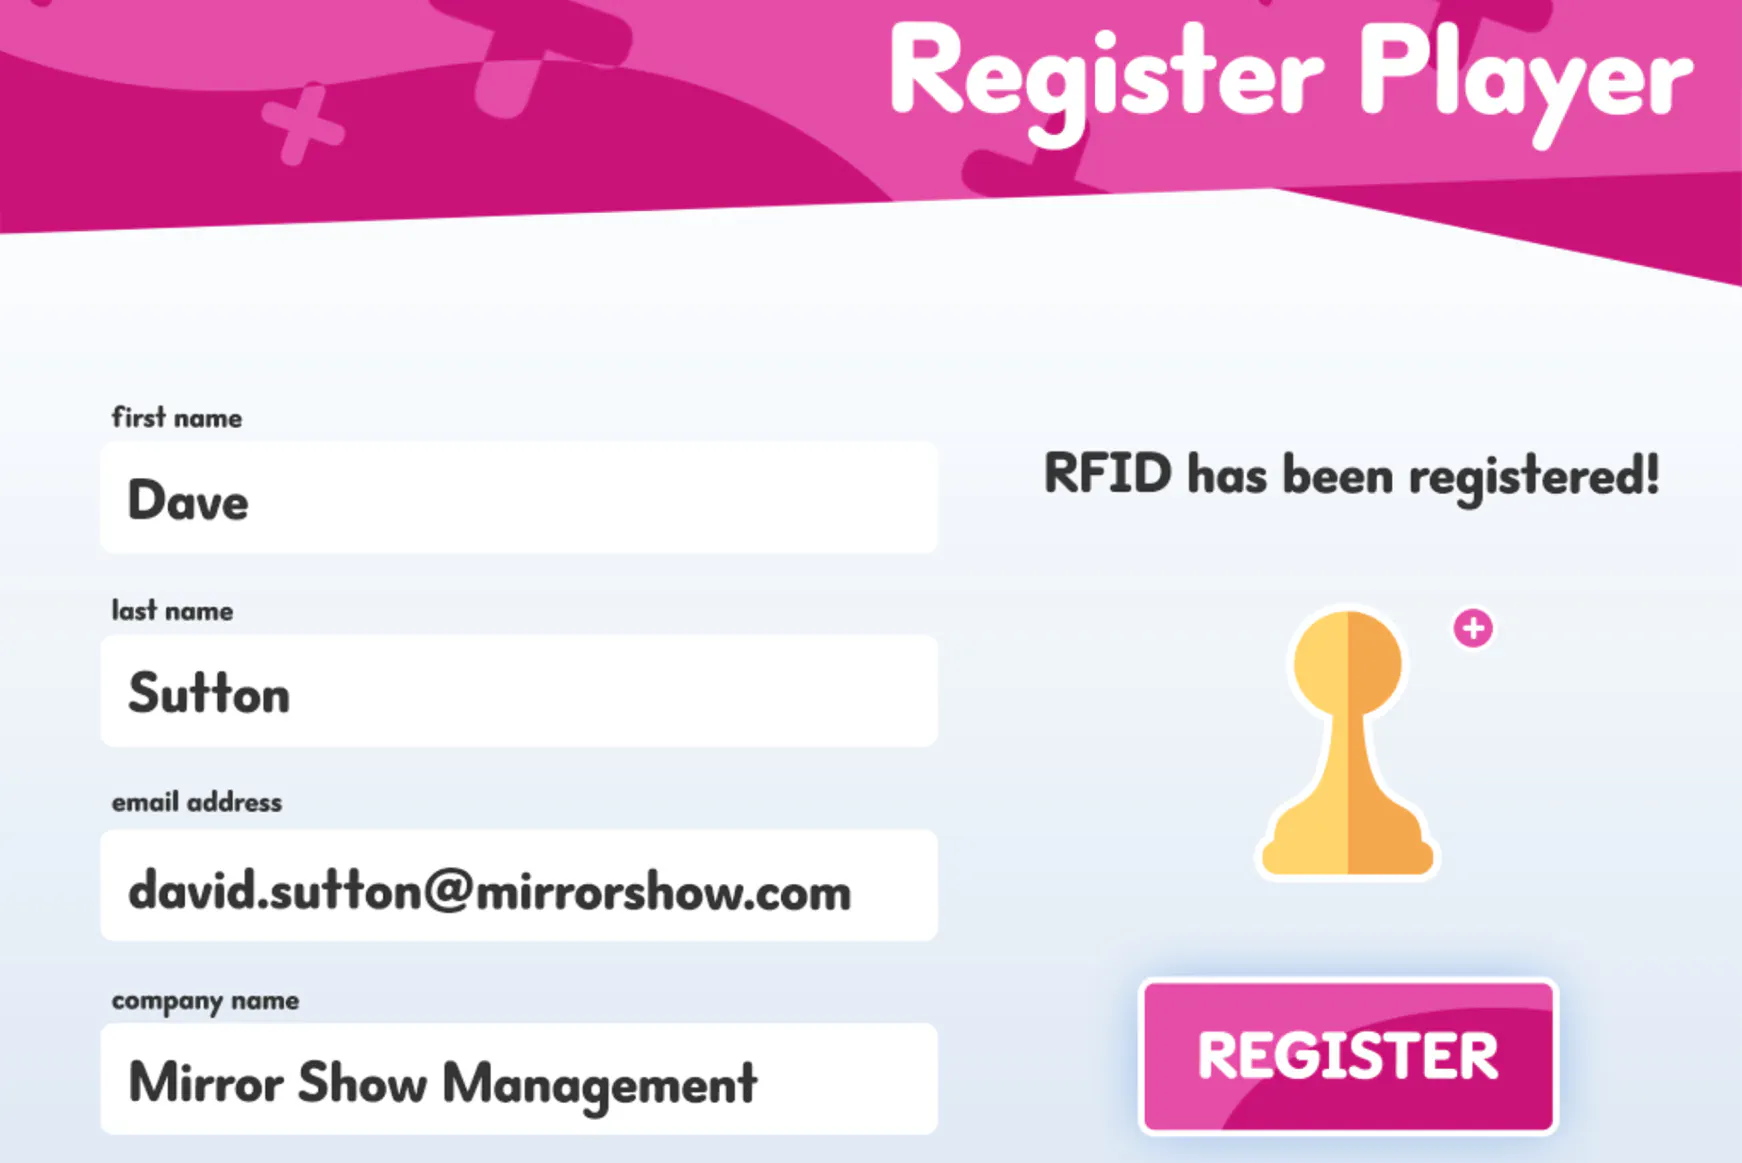 Register Player
first name
Dave
last name
Sutton
email address
david.sutton@mirrorshow.com
company name
Mirror Show Management
RFID has been registered!
REGISTER